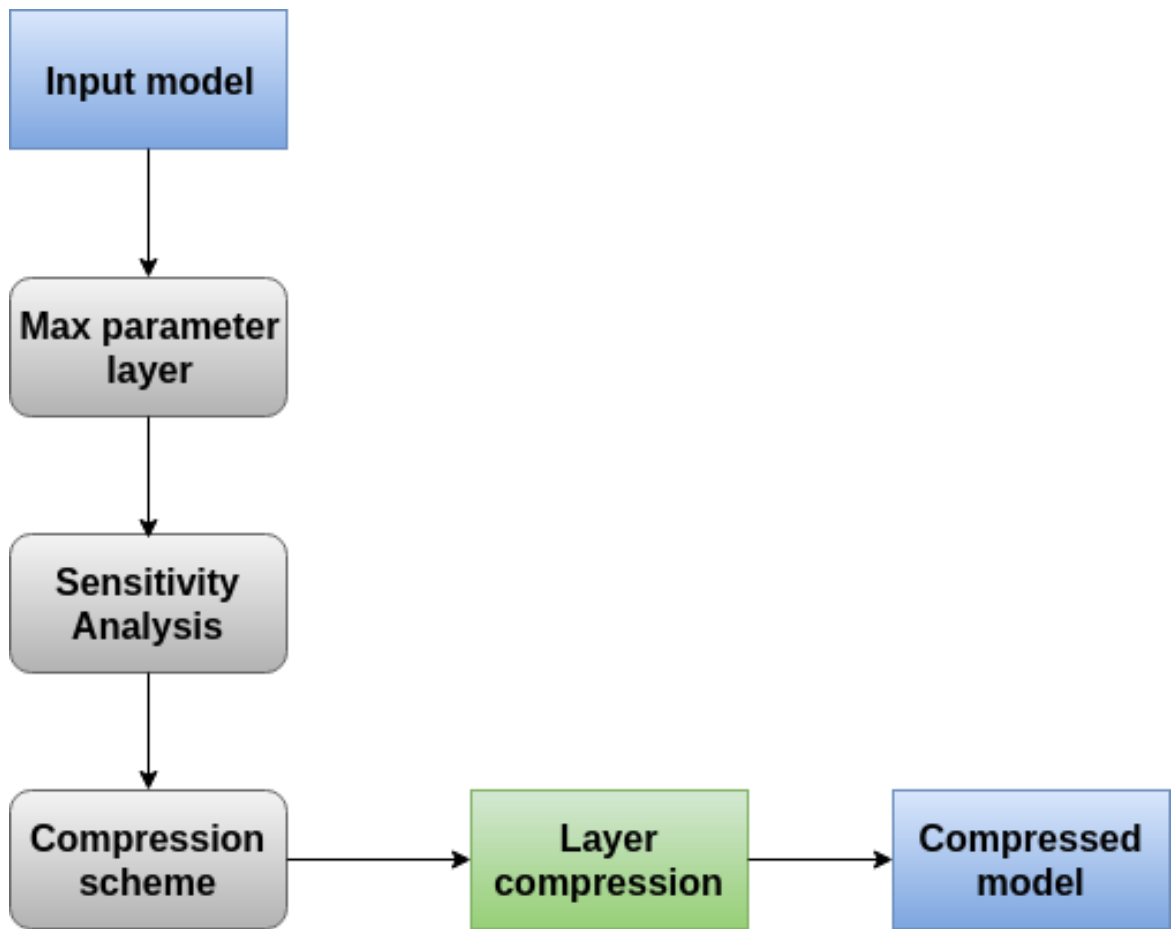 Input model
Max parameter
layer
Sensitivity
Analysis
Compression
scheme
Layer
compression
Compressed
model